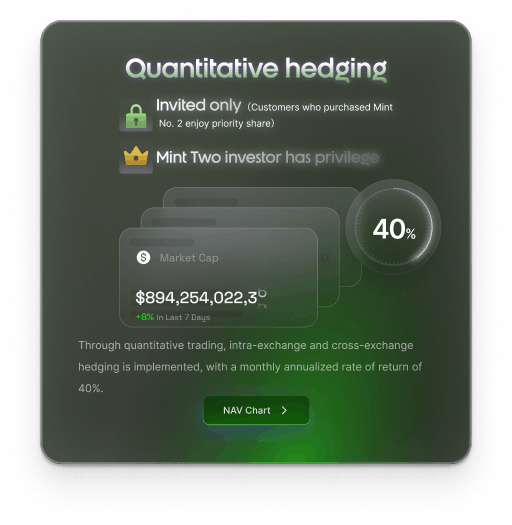 Quantitative hedging
Invited only (Customers who purchased Mint
No. 2 enjoy priority share)
Mint Two investor has privilege
40%
Market Cap
$894,254,022,3
+8% in Last 7 Days
Through quantitative trading, intra-exchange and cross-exchange
hedging is implemented, with a monthly annualized rate of return of
40%.
NAV Chart